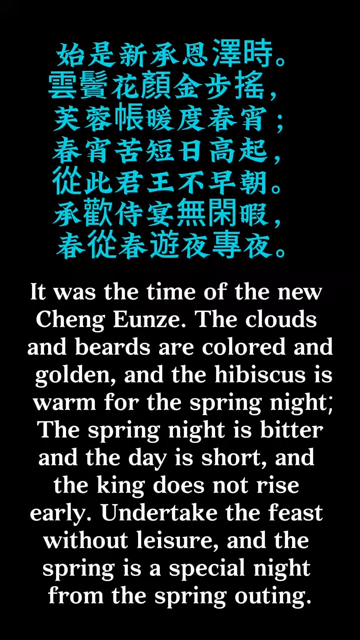 始是新承恩澤時。
雲鬢花顏金步搖，
芙蓉帳暖度春宵；
春宵苦短日高起，
從此君王不早朝。
承歡侍宴無閑暇，
春從春遊夜專夜。
It was the time of the new
Cheng Eunze. The clouds
and beards are colored and
golden, and the hibiscus is
warm for the spring night;
The spring night is bitter
and the day is short, and
the king does not rise
early. Undertake the feast
without leisure, and the
spring is a special night
from the spring outing.